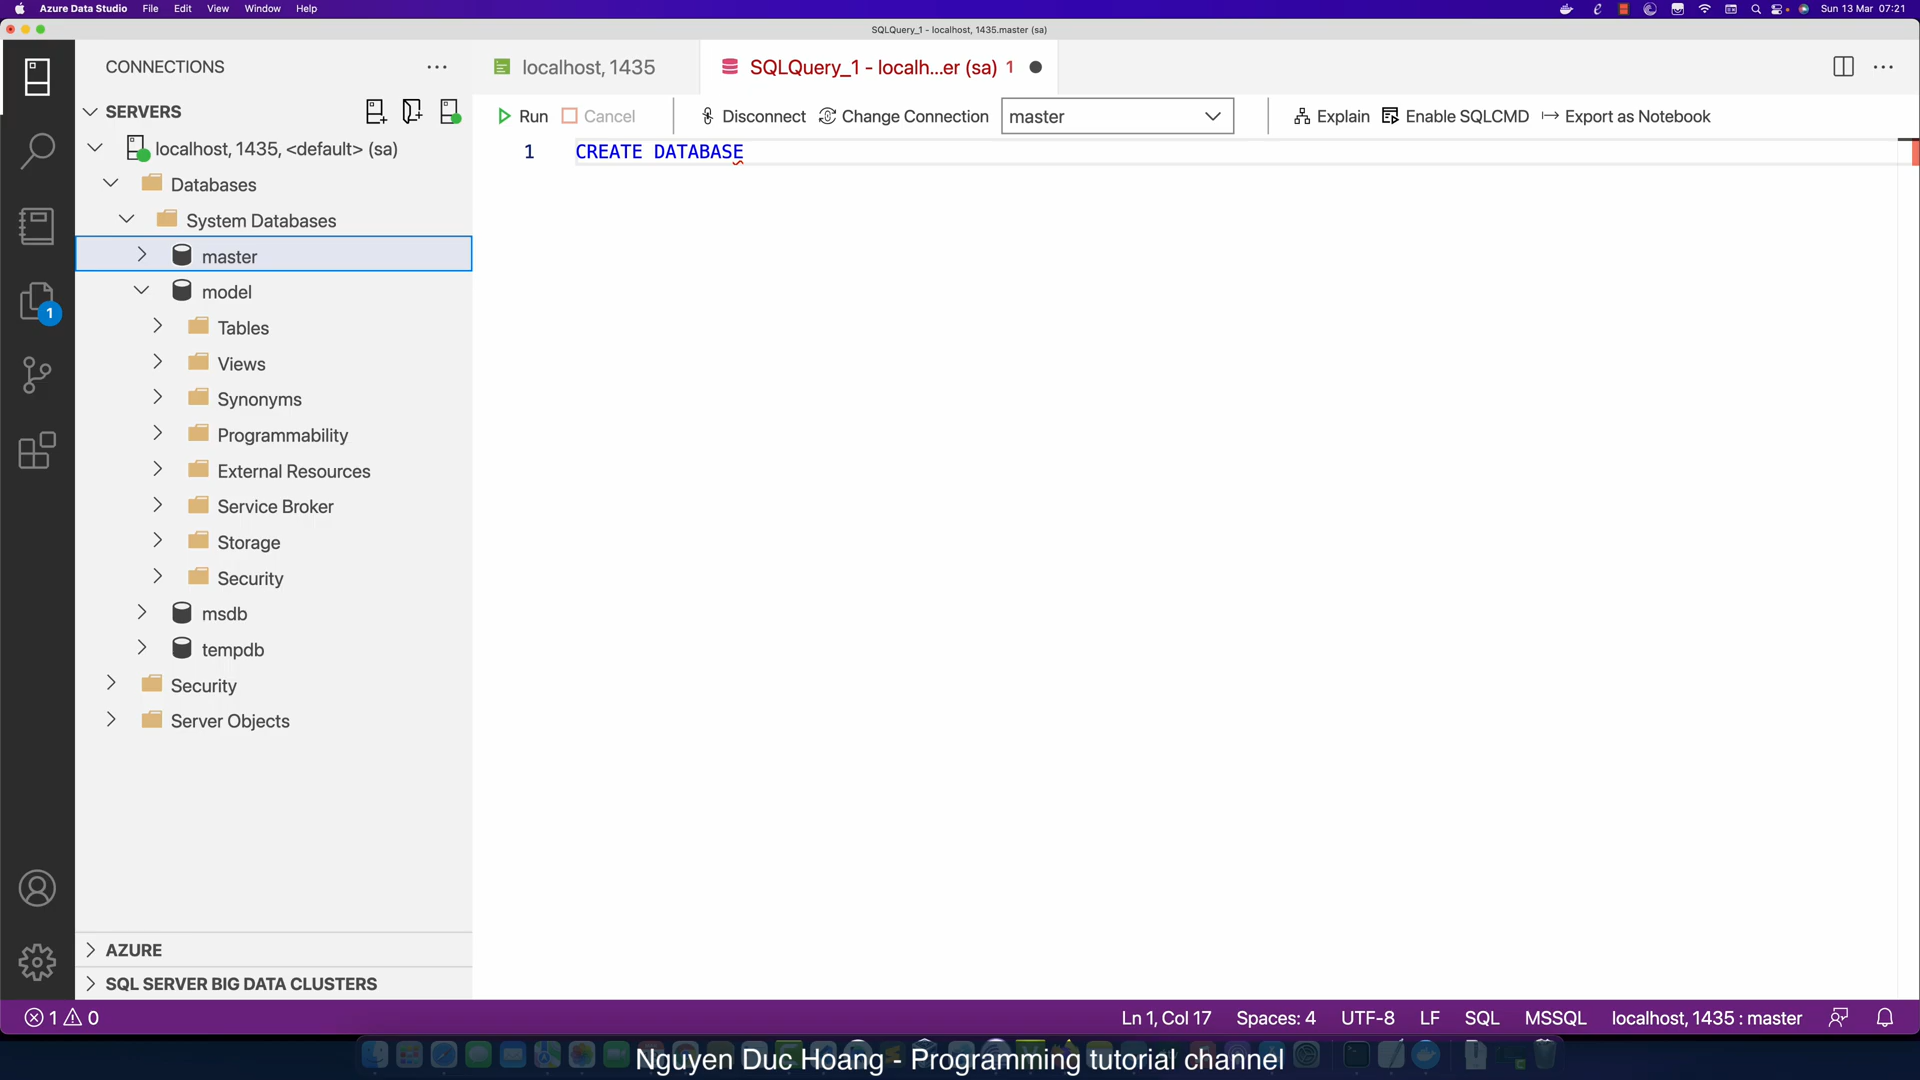 Azure Data Studio File Edit View Window Help
Sun 13 Mar 07:21
SQLQuery_1 - localhost, 1435.master (sa)
CONNECTIONS
localhost, 1435
SQLQuery_1 - localh...er (sa) 1
SERVERS
Run Cancel Disconnect Change Connection master Explain Enable SQLCMD Export as Notebook
localhost, 1435, <default> (sa)
1 CREATE DATABASE
Databases
System Databases
master
model
Tables
1
Views
Synonyms
Programmability
External Resources
Service Broker
Storage
Security
msdb
tempdb
Security
Server Objects
AZURE
SQL SERVER BIG DATA CLUSTERS
1 0
Ln 1, Col 17 Spaces: 4 UTF-8 LF SQL MSSQL localhost, 1435 : master
Nguyen Duc Hoang - Programming tutorial channel